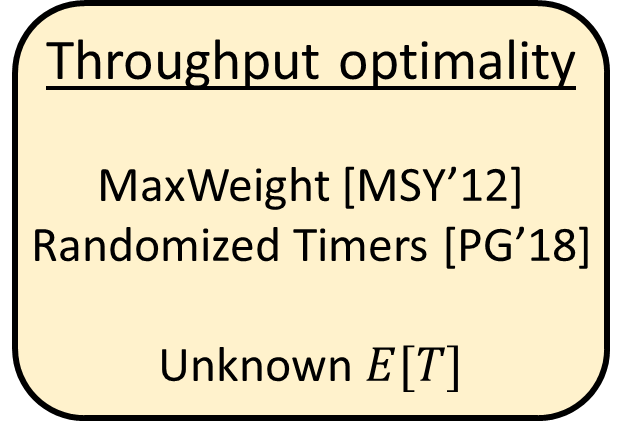 Throughput optimality
MaxWeight [MSY’12]
Randomized Timers [PG’18]
Unknown E[T]